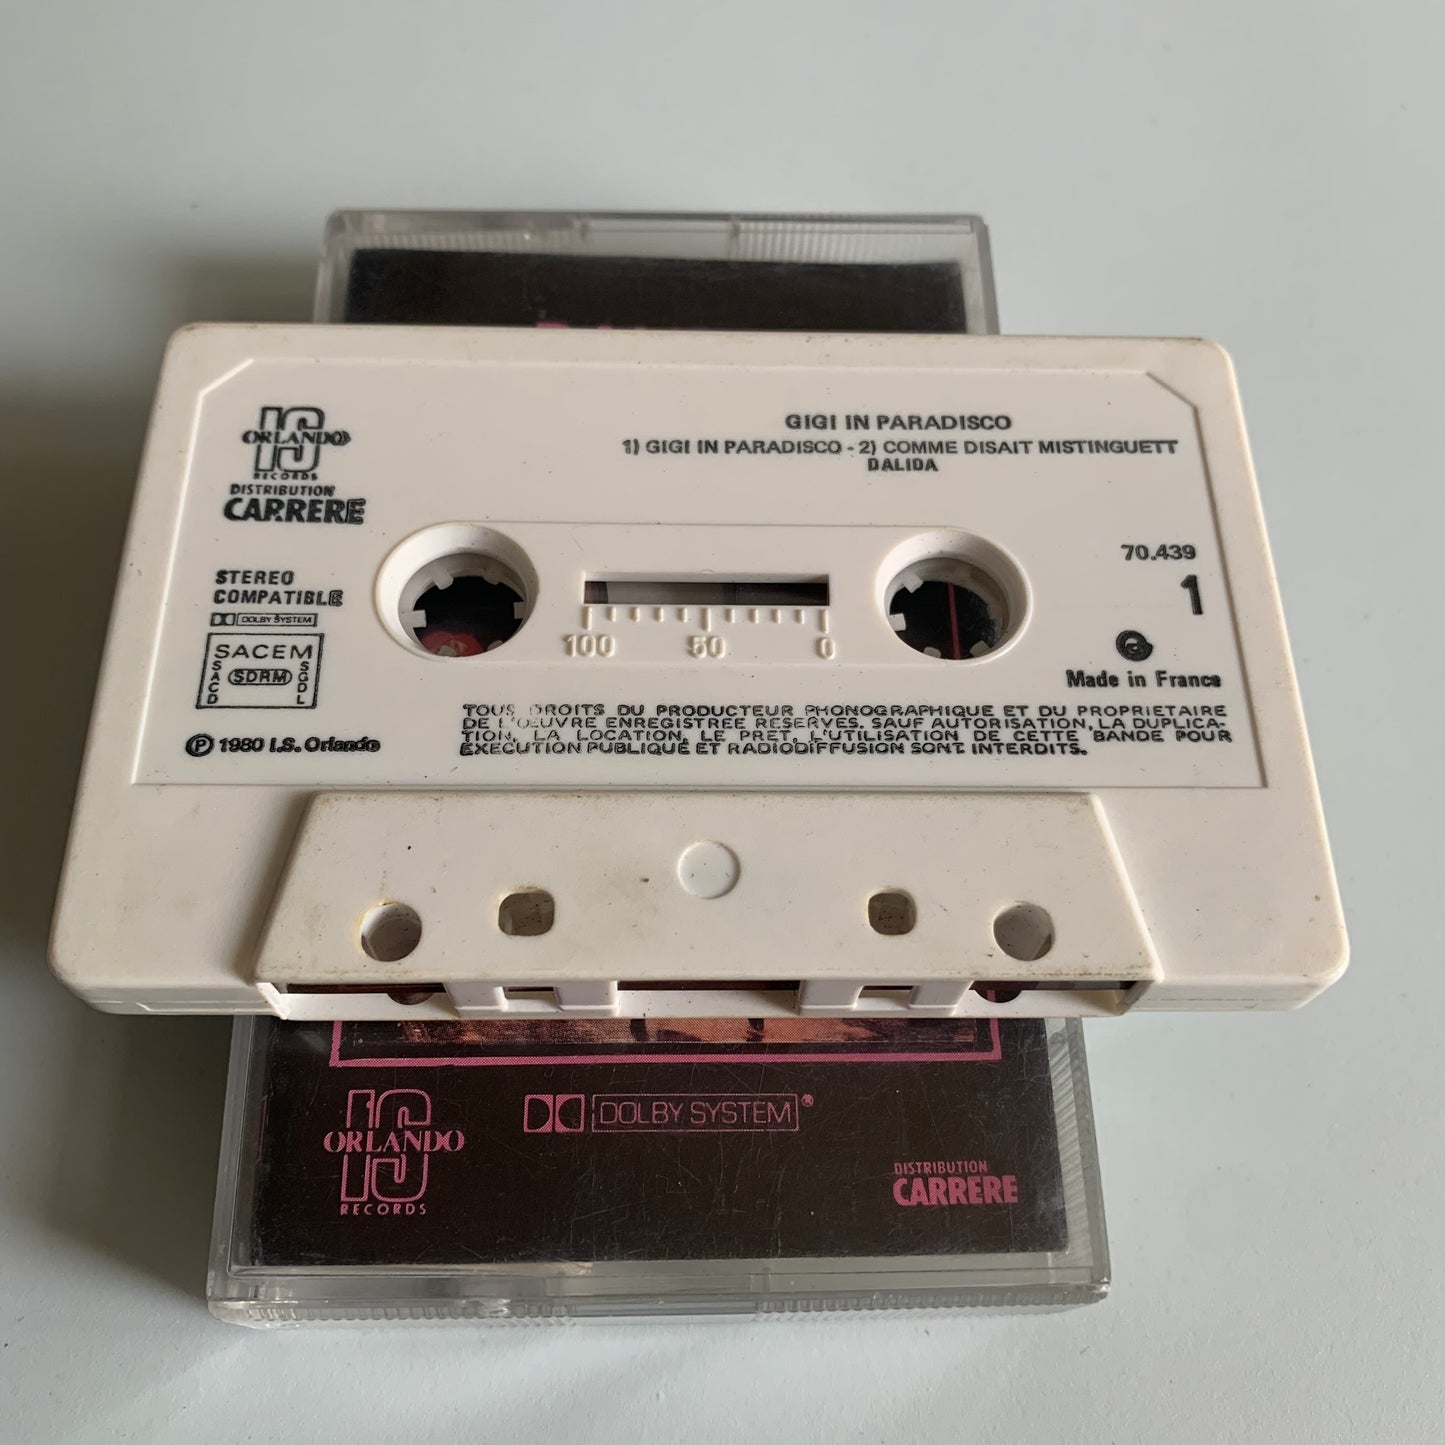 IS
ORLANDO
RECORDS
DISTRIBUTION
CARRERE
GIGI IN PARADISCO
1) GIGI IN PARADISCO - 2) COMME DISAIT MISTINGUETT
DALIDA
STEREO
COMPATIBLE
DOLBY SYSTEM
SACEM
SACD
SDRM
SGDL
Ⓟ 1980 I.S. Orlando
100 50 0
70.439
1
Made in France
TOUS DROITS DU PRODUCTEUR PHONOGRAPHIQUE ET DU PROPRIETAIRE
DE L'OEUVRE ENREGISTREE RESERVES. SAUF AUTORISATION, LA DUPLICA-
TION, LA LOCATION, LE PRET, L'UTILISATION DE CETTE BANDE POUR
EXECUTION PUBLIQUE ET RADIODIFFUSION SONT INTERDITS.
IS
ORLANDO
RECORDS
DOLBY SYSTEM®
DISTRIBUTION
CARRERE